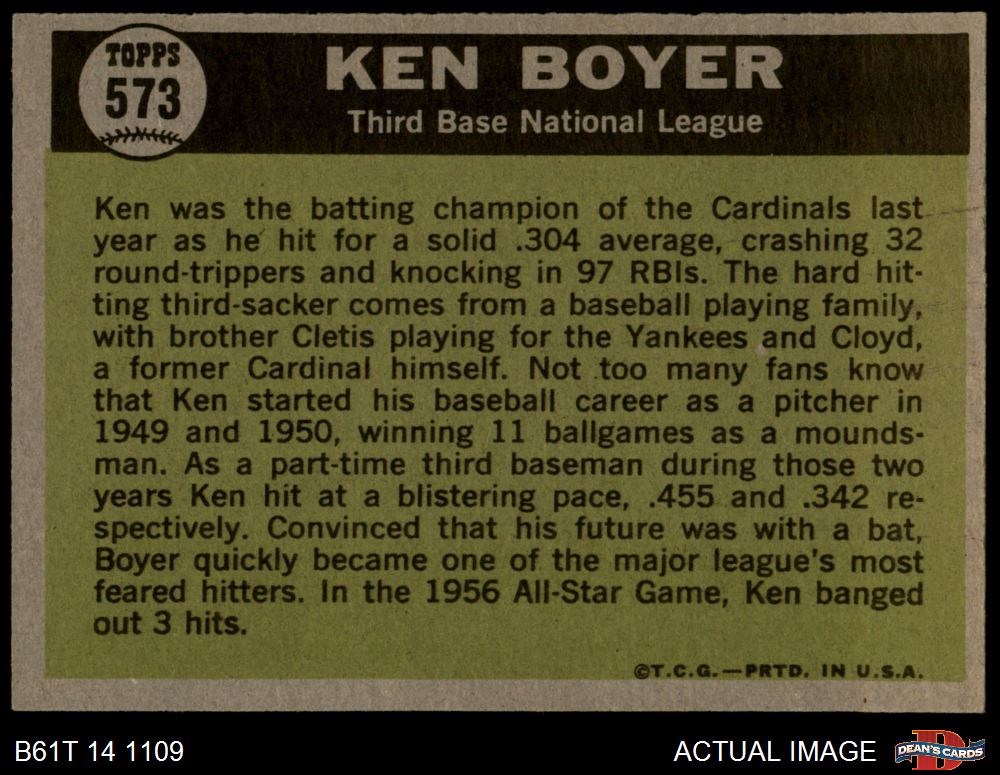 TOPPS
573
KEN BOYER
Third Base National League
Ken was the batting champion of the Cardinals last
year as he hit for a solid .304 average, crashing 32
round-trippers and knocking in 97 RBIs. The hard hit-
ting third-sacker comes from a baseball playing family,
with brother Cletis playing for the Yankees and Cloyd,
a former Cardinal himself. Not too many fans know
that Ken started his baseball career as a pitcher in
1949 and 1950, winning 11 ballgames as a mounds-
man. As a part-time third baseman during those two
years Ken hit at a blistering pace, .455 and .342 re-
spectively. Convinced that his future was with a bat,
Boyer quickly became one of the major league's most
feared hitters. In the 1956 All-Star Game, Ken banged
out 3 hits.
©T.C.G.—PRTD. IN U.S.A.
B61T 14 1109
ACTUAL IMAGE
DEAN'S CARDS